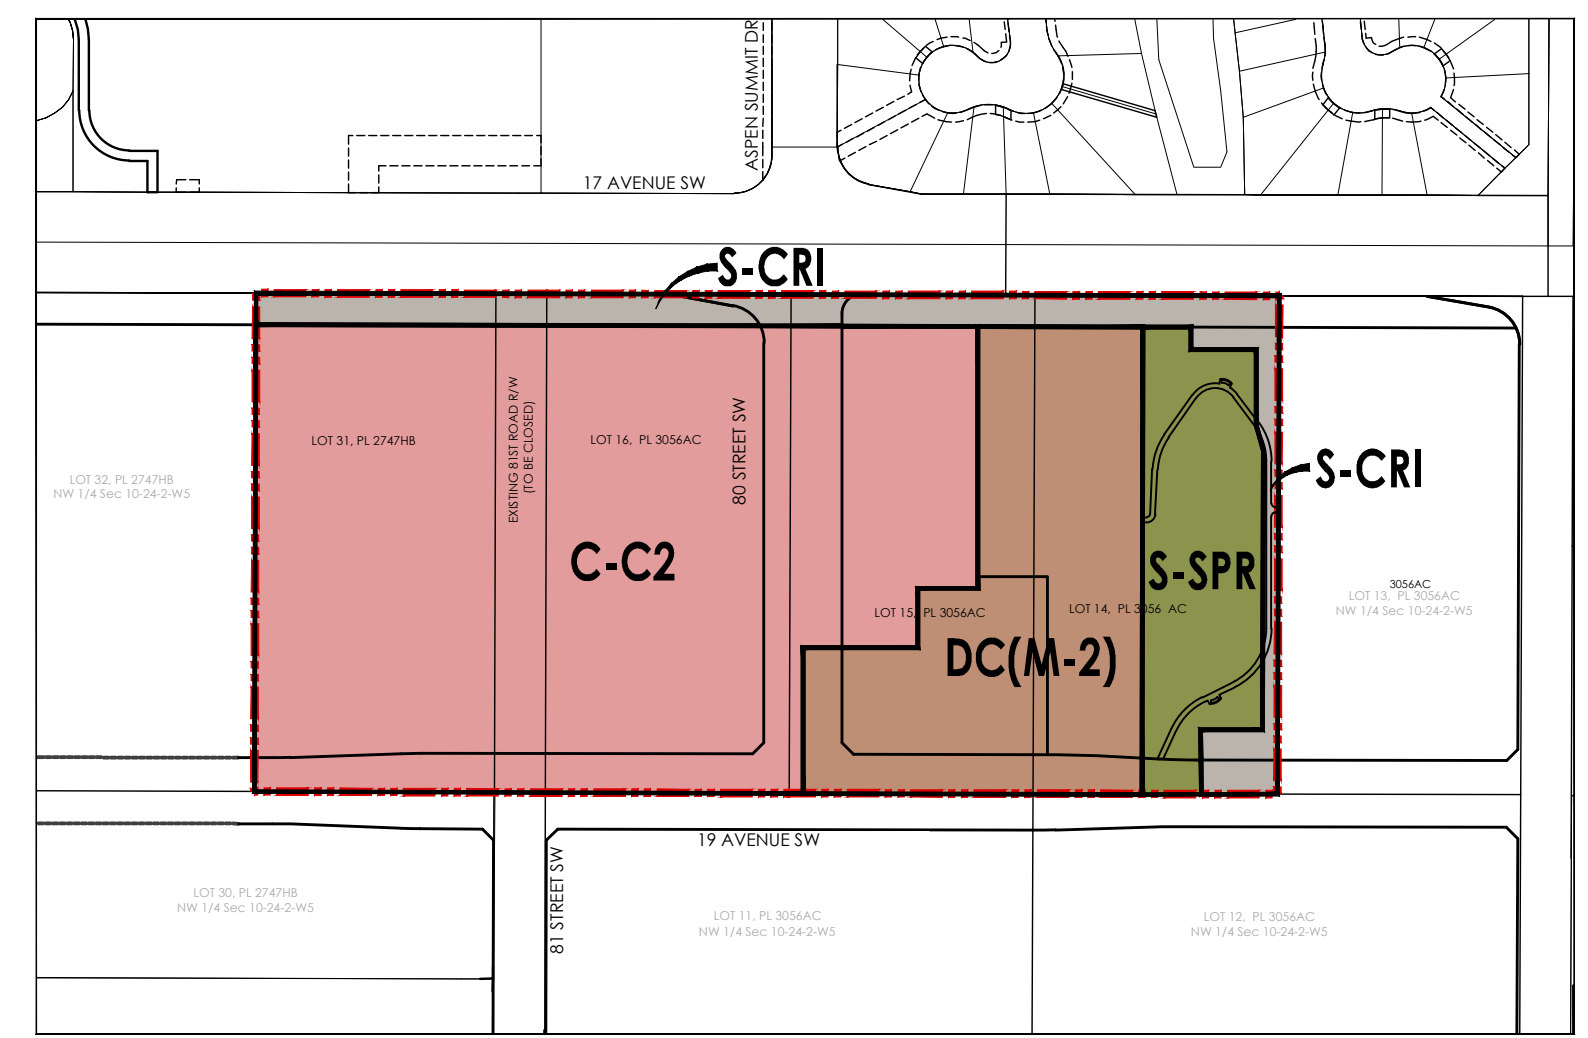 ASPEN SUMMIT DR
17 AVENUE SW
S-CRI
EXISTING 81ST ROAD R/W
(TO BE CLOSED)
80 STREET SW
LOT 31, PL 2747HB
LOT 16, PL 3056AC
LOT 32, PL 2747HB
NW 1/4 Sec 10-24-2-W5
S-CRI
C-C2
S-SPR
3056AC
LOT 13, PL 3056AC
NW 1/4 Sec 10-24-2-W5
LOT 15, PL 3056AC
LOT 14, PL 3056 AC
DC(M-2)
19 AVENUE SW
81 STREET SW
LOT 30, PL 2747HB
NW 1/4 Sec 10-24-2-W5
LOT 11, PL 3056AC
NW 1/4 Sec 10-24-2-W5
LOT 12, PL 3056AC
NW 1/4 Sec 10-24-2-W5